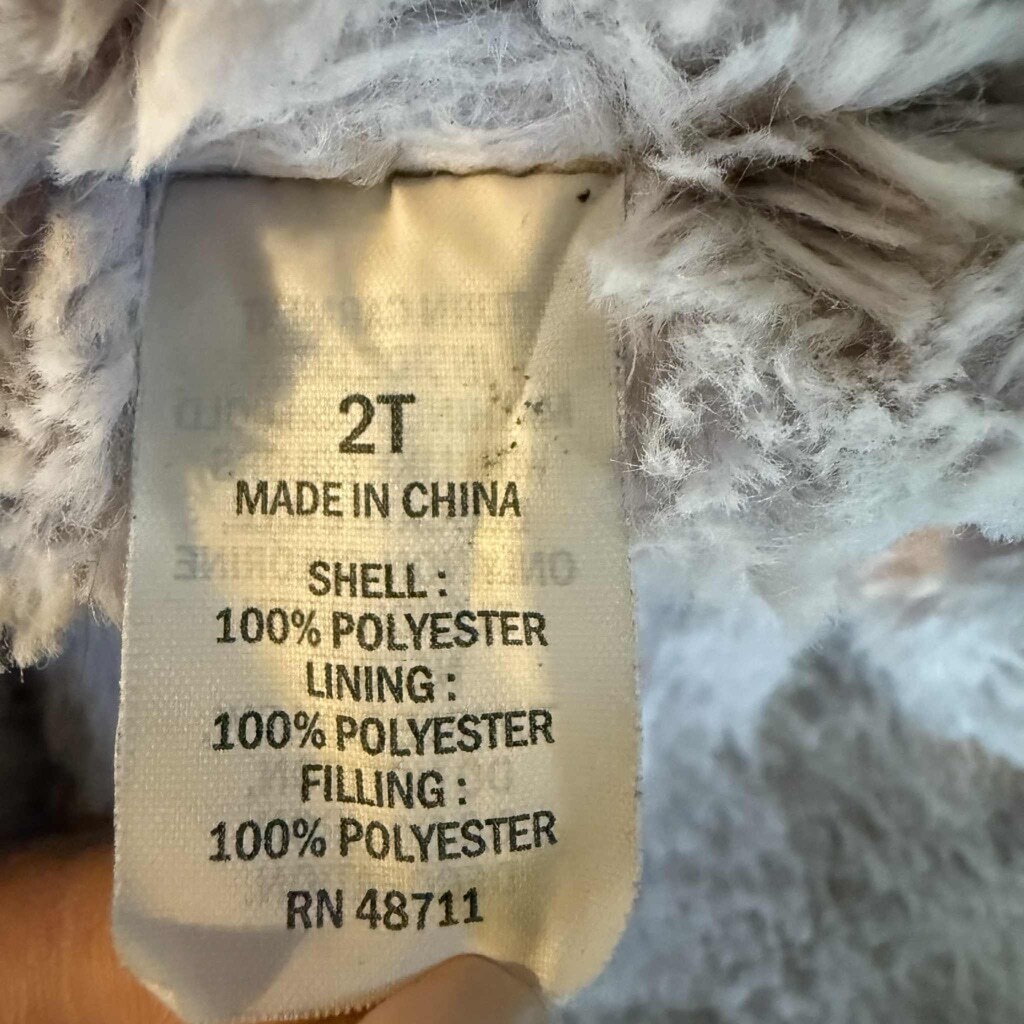 2T
MADE IN CHINA
SHELL :
100% POLYESTER
LINING :
100% POLYESTER
FILLING :
100% POLYESTER
RN 48711